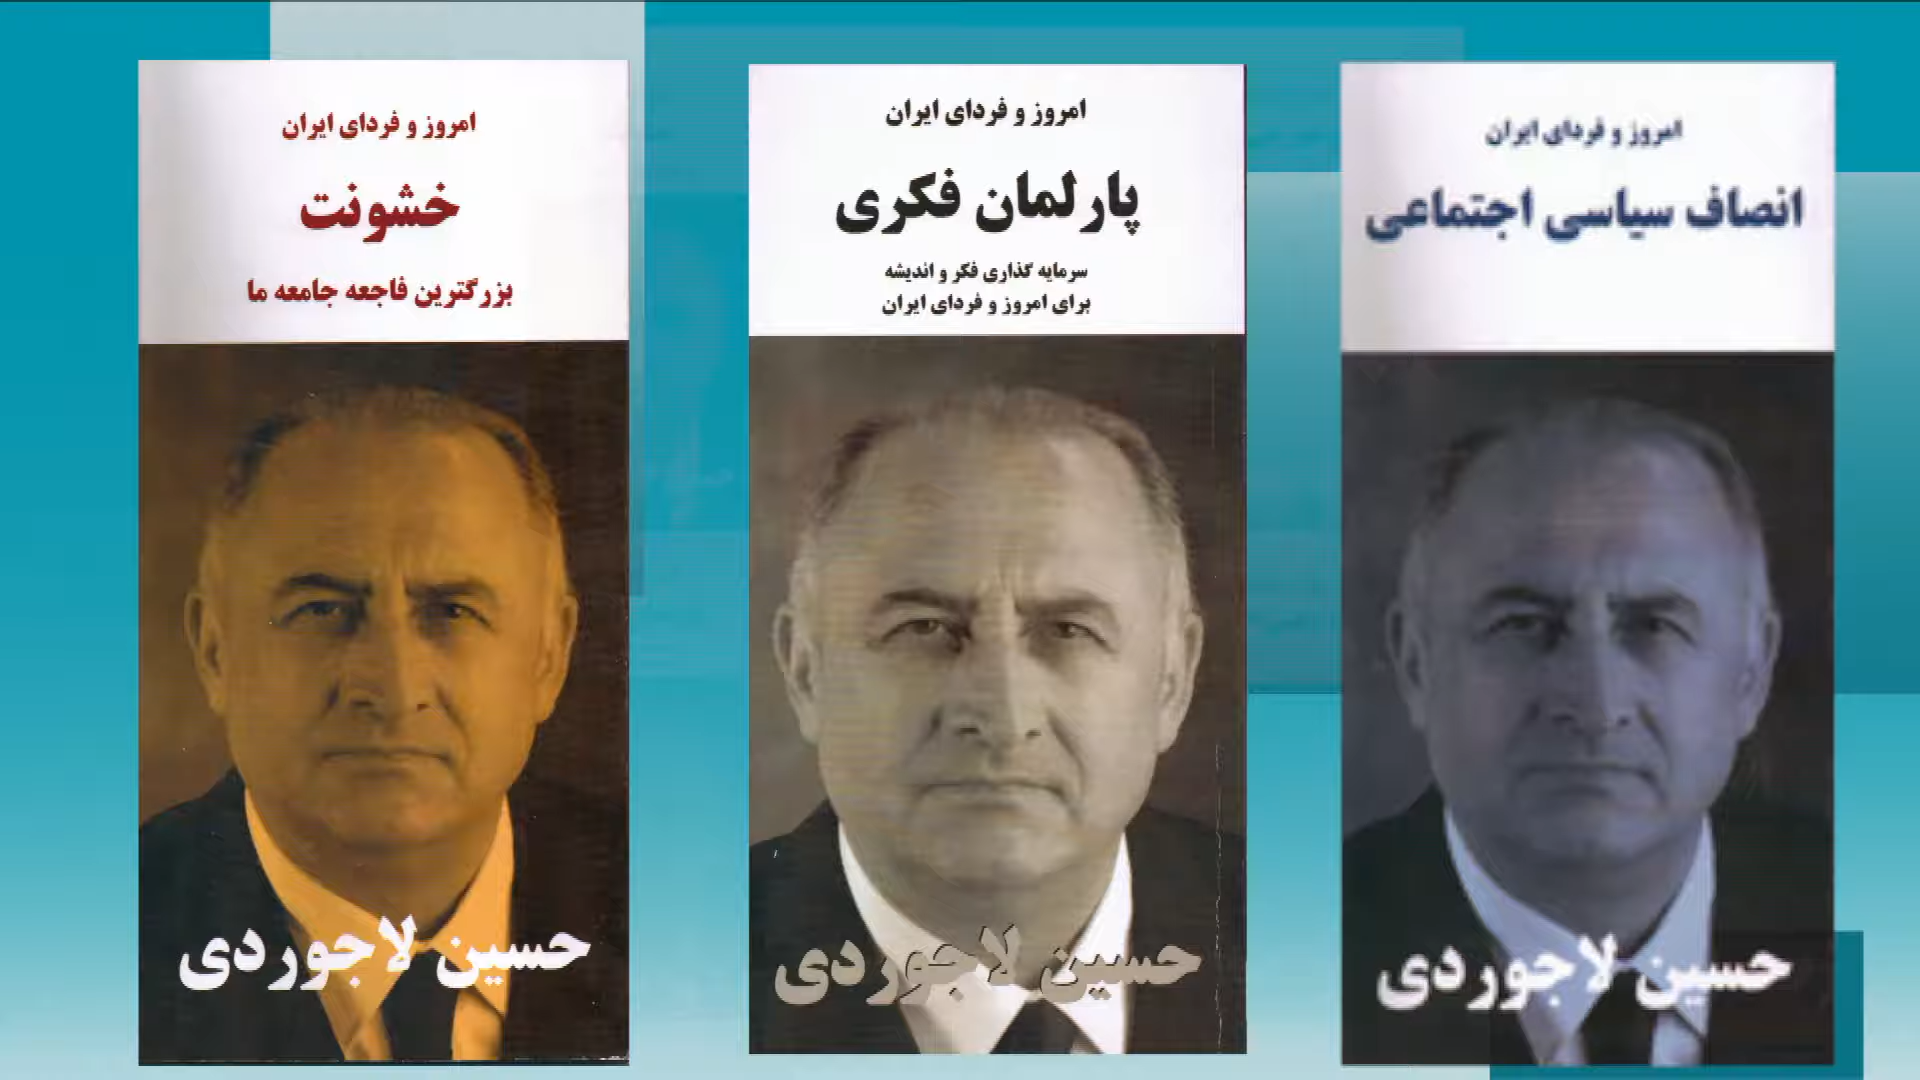 امروز و فردای ایران
خشونت
بزرگترین فاجعه جامعه ما
حسین لاجوردی
امروز و فردای ایران
پارلمان فکری
سرمایه گذاری فکر و اندیشه
برای امروز و فردای ایران
حسین لاجوردی
امروز و فردای ایران
انصاف سیاسی اجتماعی
حسین لاجوردی